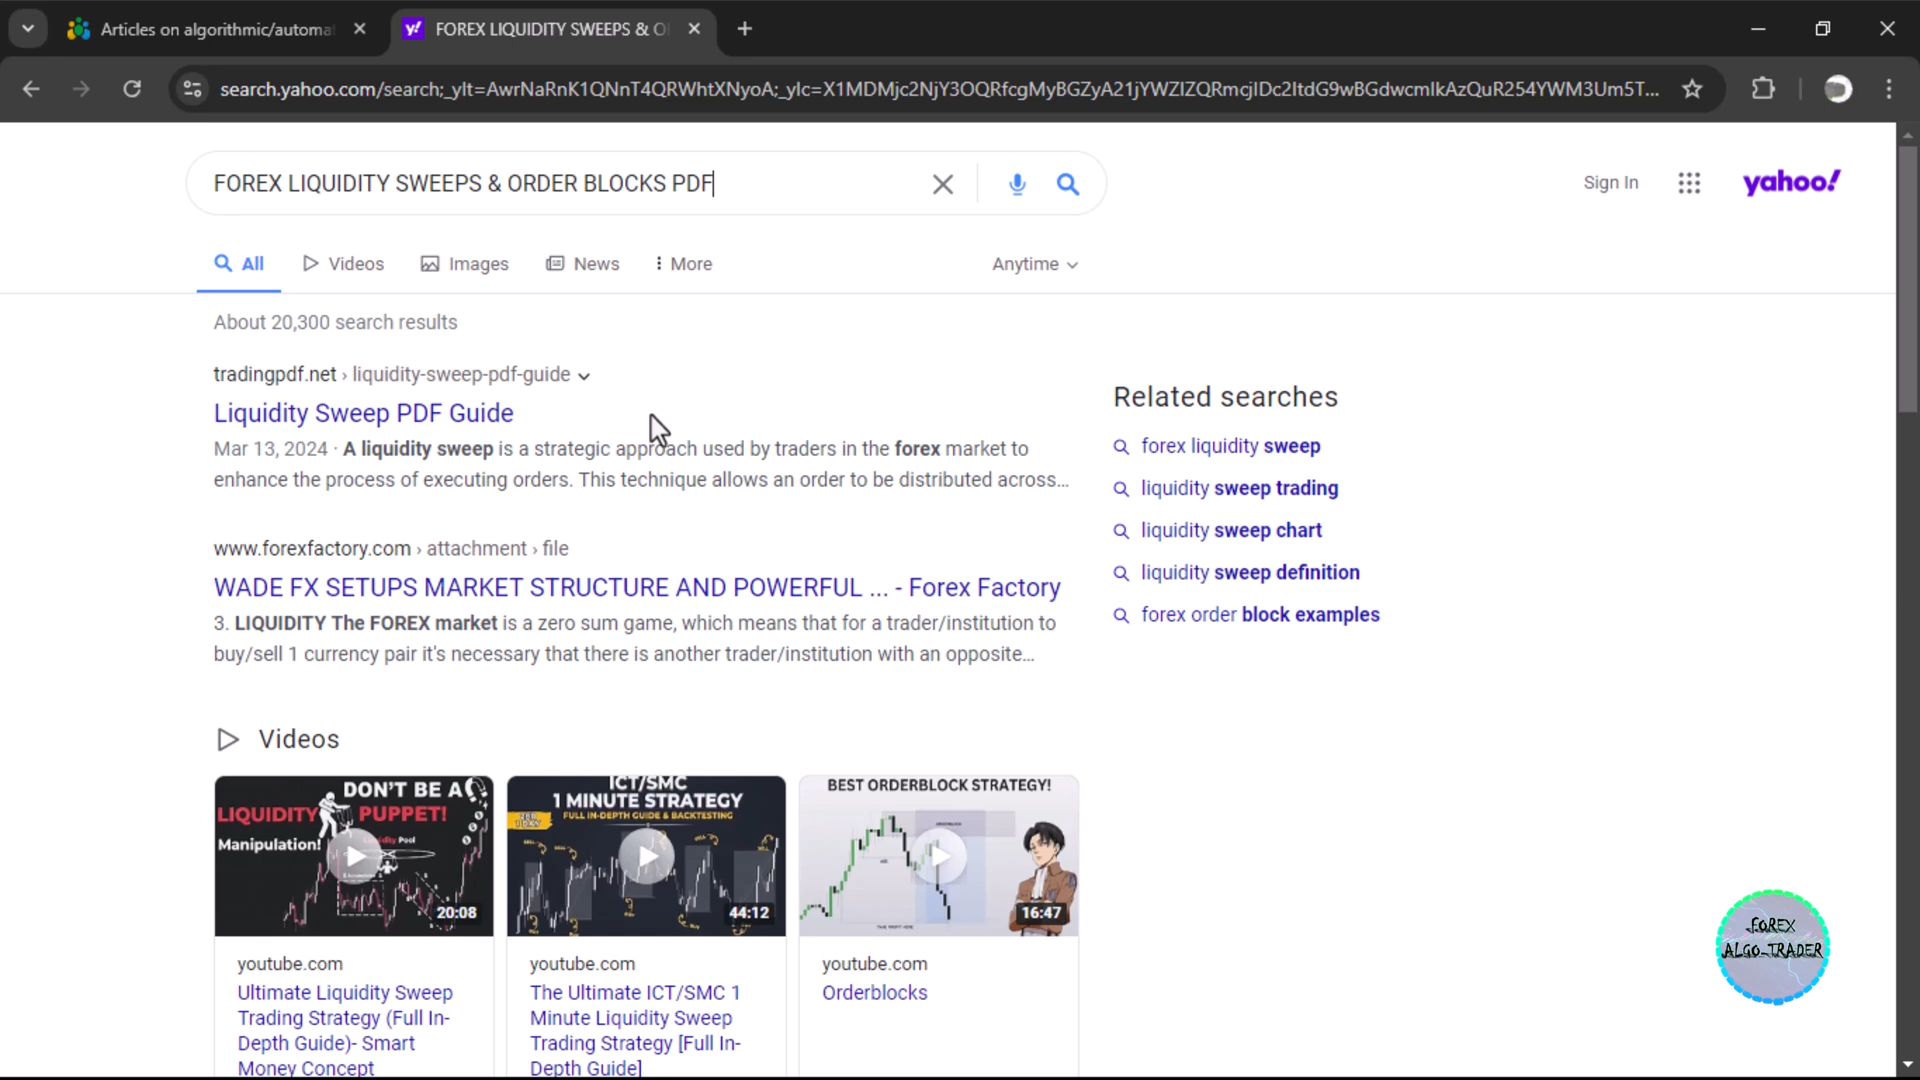 Articles on algorithmic/automa
FOREX LIQUIDITY SWEEPS & O
search.yahoo.com/search;_ylt=AwrNaRnK1QNnT4QRWhtXNyoA;_ylc=X1MDMjc2NjY3OQRfcgMyBGZyA21jYWZlZQRmcjIDc2ItdG9wBGdwcmlkAzQuR254YWM3Um5T...
FOREX LIQUIDITY SWEEPS & ORDER BLOCKS PDF
Sign In
yahoo!
All
Videos
Images
News
More
Anytime
About 20,300 search results
tradingpdf.net › liquidity-sweep-pdf-guide
Liquidity Sweep PDF Guide
Mar 13, 2024 · A liquidity sweep is a strategic approach used by traders in the forex market to
enhance the process of executing orders. This technique allows an order to be distributed across...
www.forexfactory.com › attachment › file
WADE FX SETUPS MARKET STRUCTURE AND POWERFUL ... - Forex Factory
3. LIQUIDITY The FOREX market is a zero sum game, which means that for a trader/institution to
buy/sell 1 currency pair it's necessary that there is another trader/institution with an opposite...
Related searches
forex liquidity sweep
liquidity sweep trading
liquidity sweep chart
liquidity sweep definition
forex order block examples
Videos
DON'T BE A
LIQUIDITY PUPPET!
Manipulation!
Pool
20:08
ICT/SMC
1 MINUTE STRATEGY
FULL IN-DEPTH GUIDE & BACKTESTING
44:12
BEST ORDERBLOCK STRATEGY!
16:47
youtube.com
Ultimate Liquidity Sweep
Trading Strategy (Full In-
Depth Guide)- Smart
Money Concept
youtube.com
The Ultimate ICT/SMC 1
Minute Liquidity Sweep
Trading Strategy [Full In-
Depth Guide]
youtube.com
Orderblocks
FOREX
ALGO-TRADER